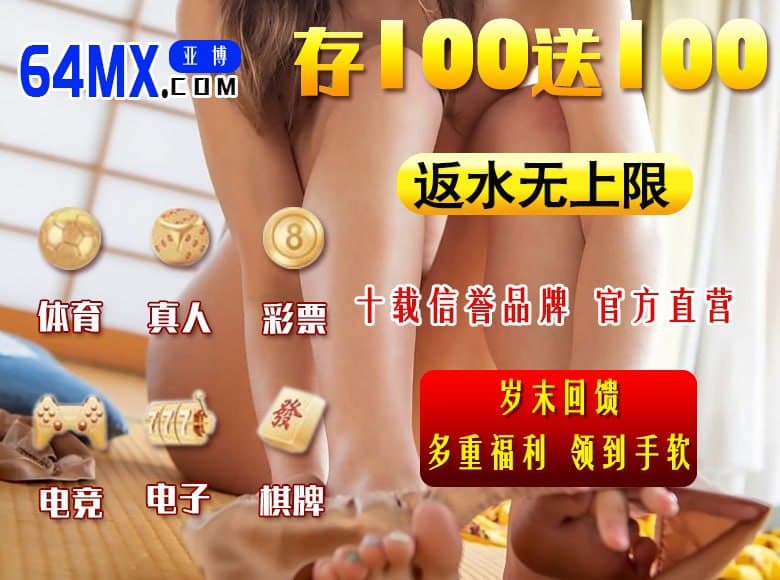 64MX.COM
亚博
存100送100
返水无上限
8
体育 真人 彩票
十载信誉品牌 官方直营
岁末回馈
多重福利 领到手软
發
电竞 电子 棋牌